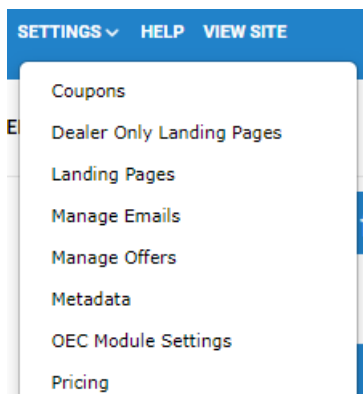 SETTINGS HELP VIEW SITE
Coupons
Dealer Only Landing Pages
Landing Pages
Manage Emails
Manage Offers
Metadata
OEC Module Settings
Pricing